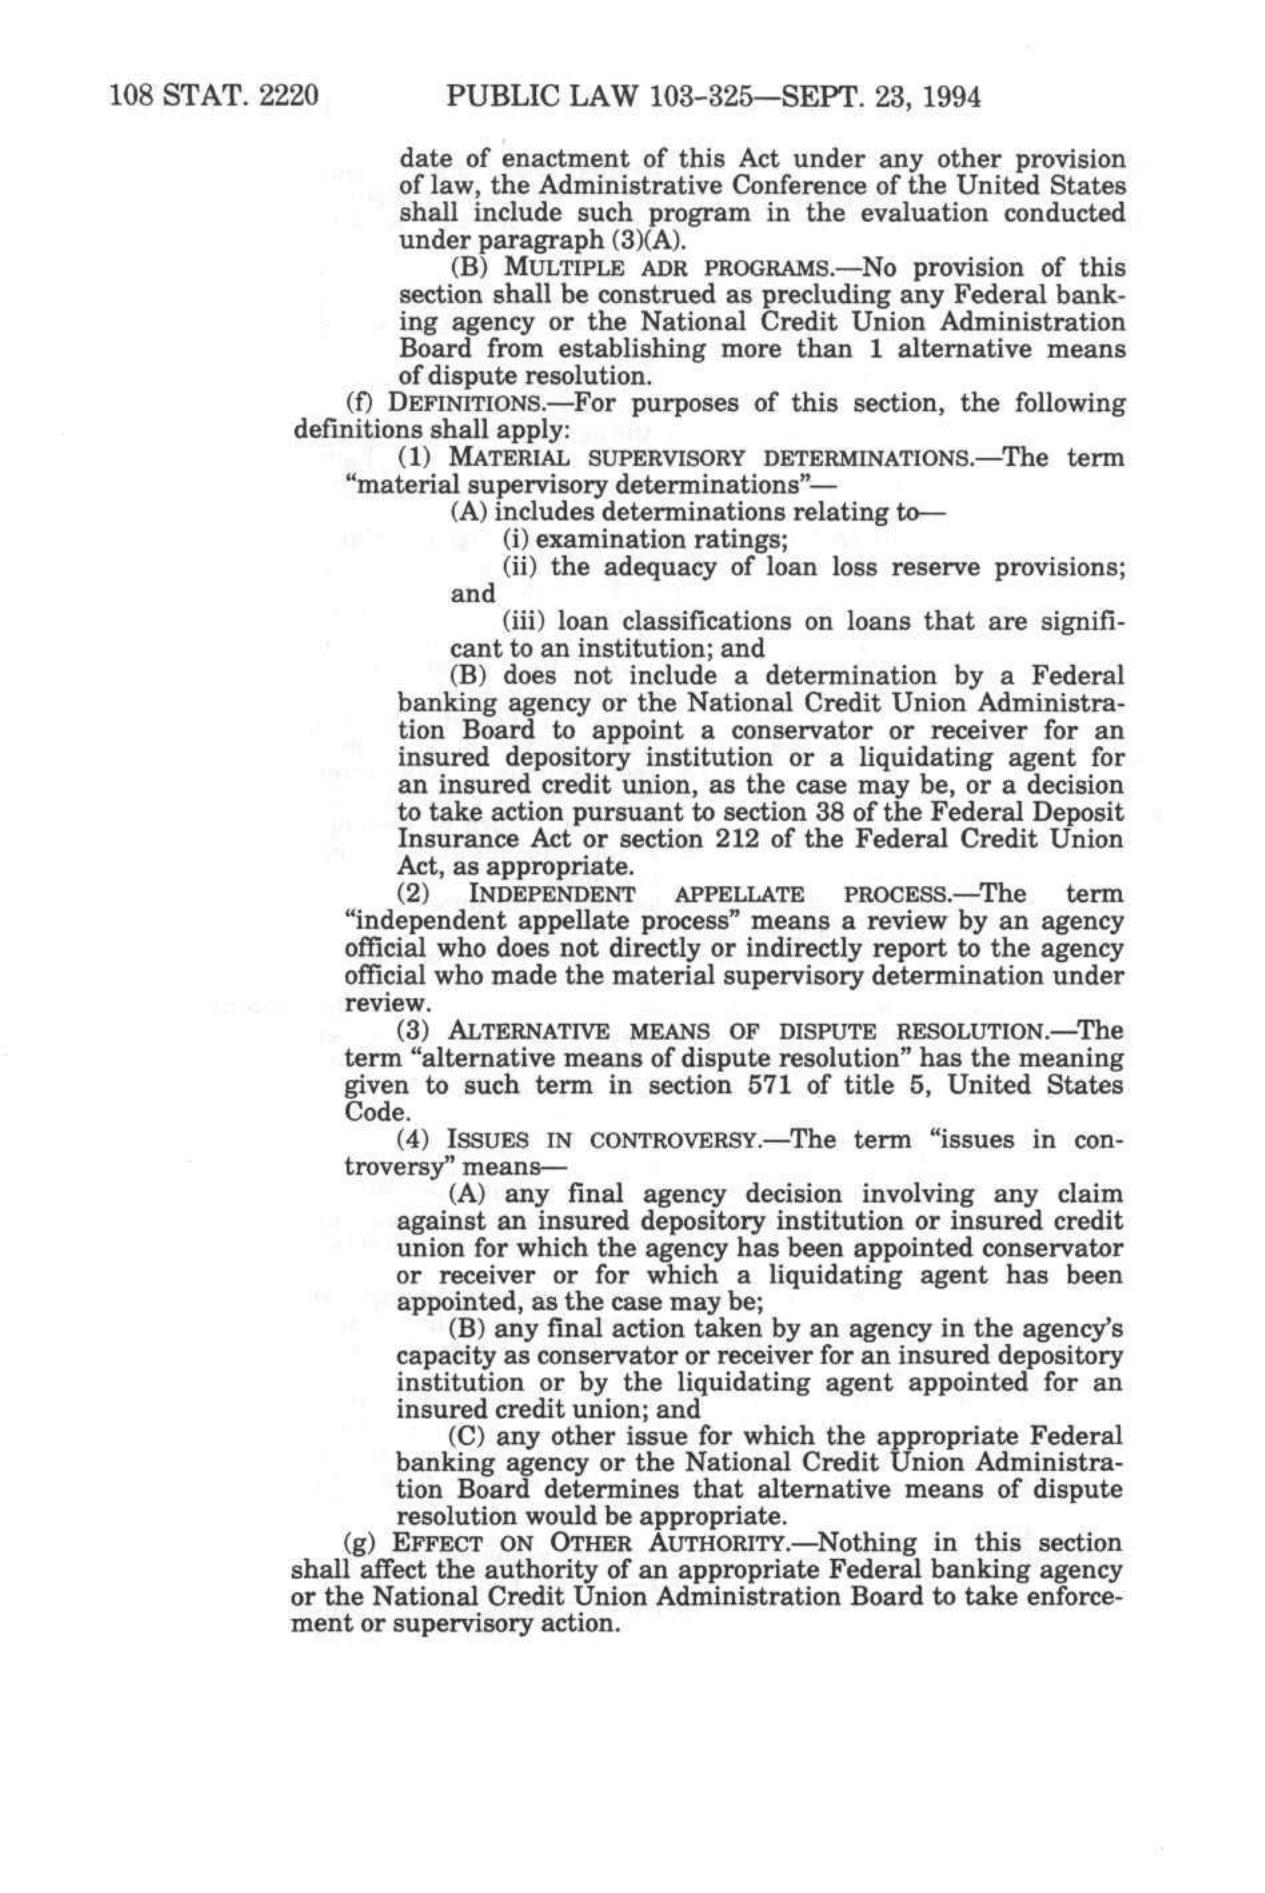 108 STAT. 2220 PUBLIC LAW 103-325—SEPT. 23, 1994
date of enactment of this Act under any other provision
of law, the Administrative Conference of the United States
shall include such program in the evaluation conducted
under paragraph (3)(A).
(B) MULTIPLE ADR PROGRAMS.—No provision of this
section shall be construed as precluding any Federal bank-
ing agency or the National Credit Union Administration
Board from establishing more than 1 alternative means
of dispute resolution.
(f) DEFINITIONS.—For purposes of this section, the following
definitions shall apply:
(1) MATERIAL SUPERVISORY DETERMINATIONS.—The term
“material supervisory determinations”—
(A) includes determinations relating to—
(i) examination ratings;
(ii) the adequacy of loan loss reserve provisions;
and
(iii) loan classifications on loans that are signifi-
cant to an institution; and
(B) does not include a determination by a Federal
banking agency or the National Credit Union Administra-
tion Board to appoint a conservator or receiver for an
insured depository institution or a liquidating agent for
an insured credit union, as the case may be, or a decision
to take action pursuant to section 38 of the Federal Deposit
Insurance Act or section 212 of the Federal Credit Union
Act, as appropriate.
(2) INDEPENDENT APPELLATE PROCESS.—The term
“independent appellate process” means a review by an agency
official who does not directly or indirectly report to the agency
official who made the material supervisory determination under
review.
(3) ALTERNATIVE MEANS OF DISPUTE RESOLUTION.—The
term “alternative means of dispute resolution” has the meaning
given to such term in section 571 of title 5, United States
Code.
(4) ISSUES IN CONTROVERSY.—The term “issues in con-
troversy” means—
(A) any final agency decision involving any claim
against an insured depository institution or insured credit
union for which the agency has been appointed conservator
or receiver or for which a liquidating agent has been
appointed, as the case may be;
(B) any final action taken by an agency in the agency’s
capacity as conservator or receiver for an insured depository
institution or by the liquidating agent appointed for an
insured credit union; and
(C) any other issue for which the appropriate Federal
banking agency or the National Credit Union Administra-
tion Board determines that alternative means of dispute
resolution would be appropriate.
(g) EFFECT ON OTHER AUTHORITY.—Nothing in this section
shall affect the authority of an appropriate Federal banking agency
or the National Credit Union Administration Board to take enforce-
ment or supervisory action.